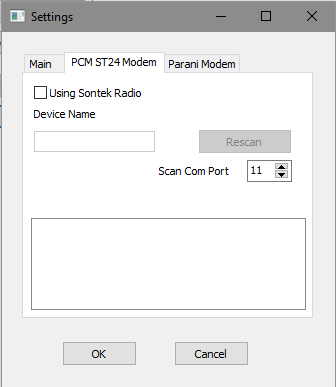 Settings
Main PCM ST24 Modem Parani Modem
Using Sontek Radio
Device Name
Rescan
Scan Com Port 11
OK Cancel